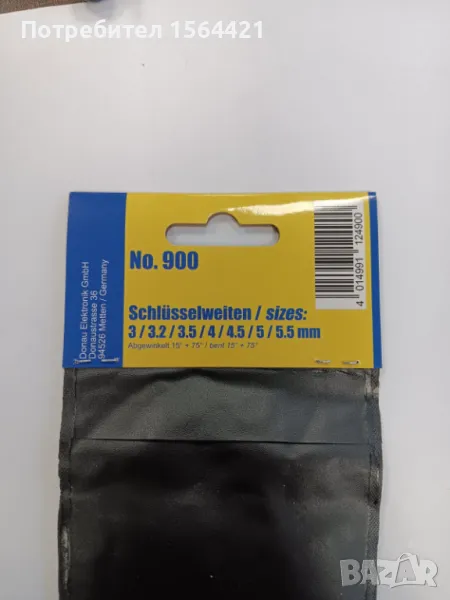 Потребител 1564421
No. 900
Schlüsselweiten / sizes:
3 / 3.2 / 3.5 / 4 / 4.5 / 5 / 5.5 mm
Abgewinkelt 15° + 75° / bent 15° + 75°
Donau Elektronik GmbH
Donaustrasse 36
94526 Metten / Germany
4 014991 124900
BAZAR